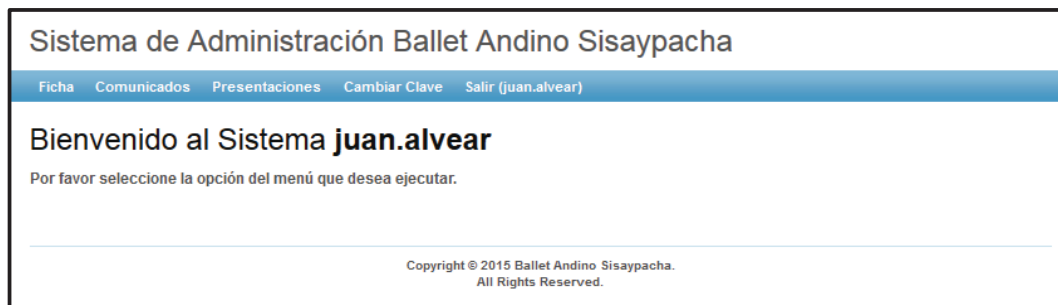 Sistema de Administración Ballet Andino Sisaypacha
Ficha Comunicados Presentaciones Cambiar Clave Salir (juan.alvear)
Bienvenido al Sistema juan.alvear
Por favor seleccione la opción del menú que desea ejecutar.
Copyright © 2015 Ballet Andino Sisaypacha.
All Rights Reserved.